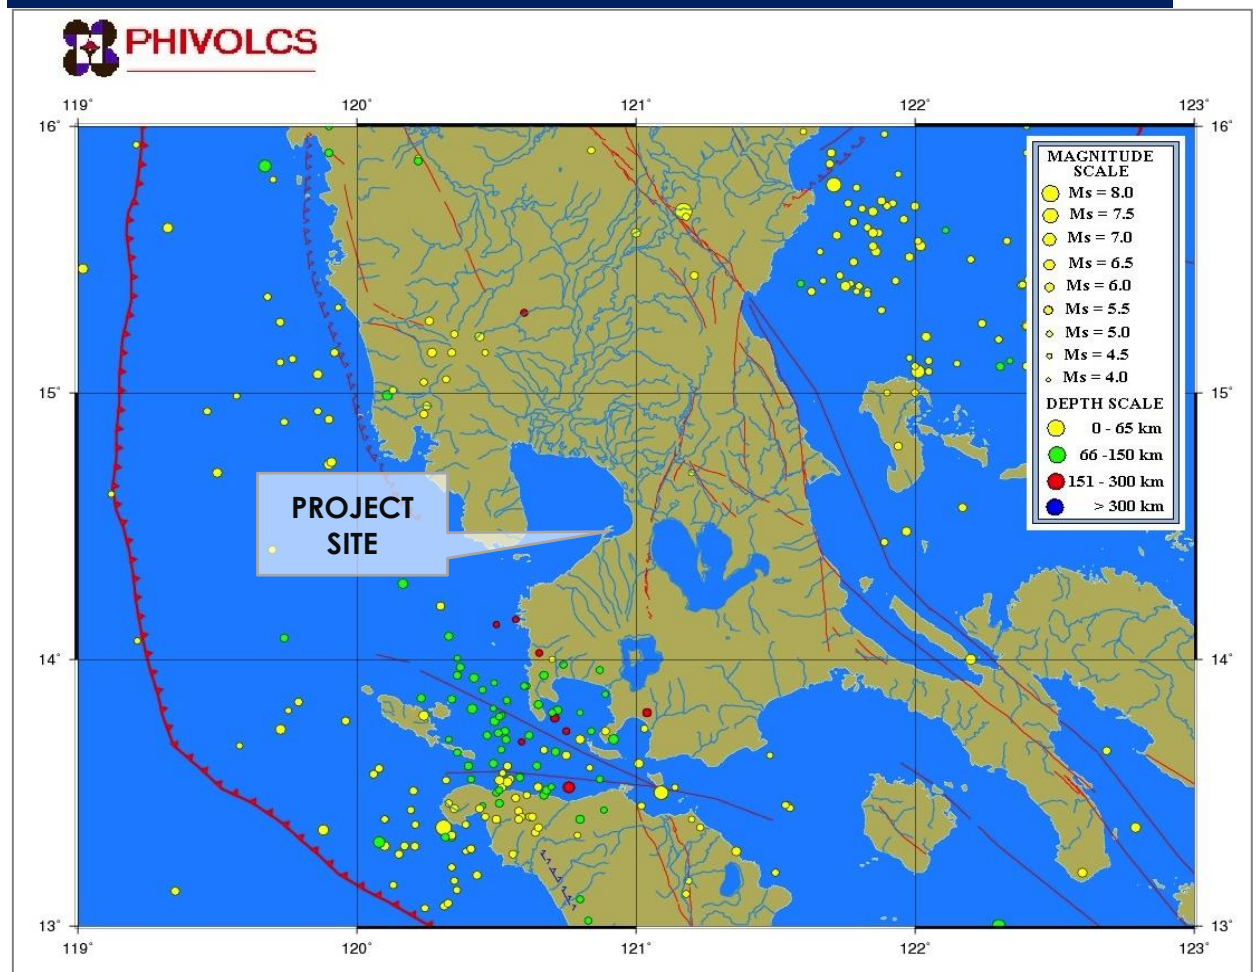 PHIVOLCS
119°
120°
121°
122°
123°
16°
16°
MAGNITUDE
SCALE
Ms = 8.0
Ms = 7.5
Ms = 7.0
Ms = 6.5
Ms = 6.0
Ms = 5.5
Ms = 5.0
Ms = 4.5
Ms = 4.0
DEPTH SCALE
0 - 65 km
66 -150 km
151 - 300 km
> 300 km
15°
15°
PROJECT
SITE
14°
14°
13°
13°
119°
120°
121°
122°
123°